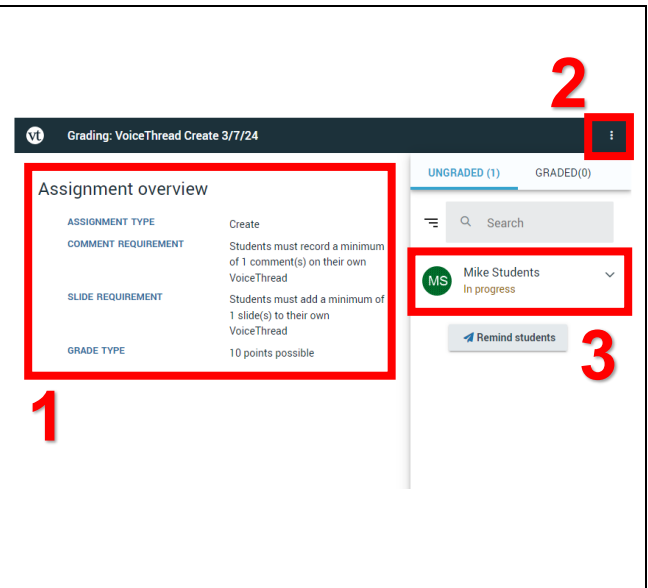 2
vt
Grading: VoiceThread Create 3/7/24
Assignment overview
ASSIGNMENT TYPE
Create
COMMENT REQUIREMENT
Students must record a minimum
of 1 comment(s) on their own
VoiceThread
SLIDE REQUIREMENT
Students must add a minimum of
1 slide(s) to their own
VoiceThread
GRADE TYPE
10 points possible
1
UNGRADED (1)
GRADED(0)
Search
MS
Mike Students
In progress
Remind students
3